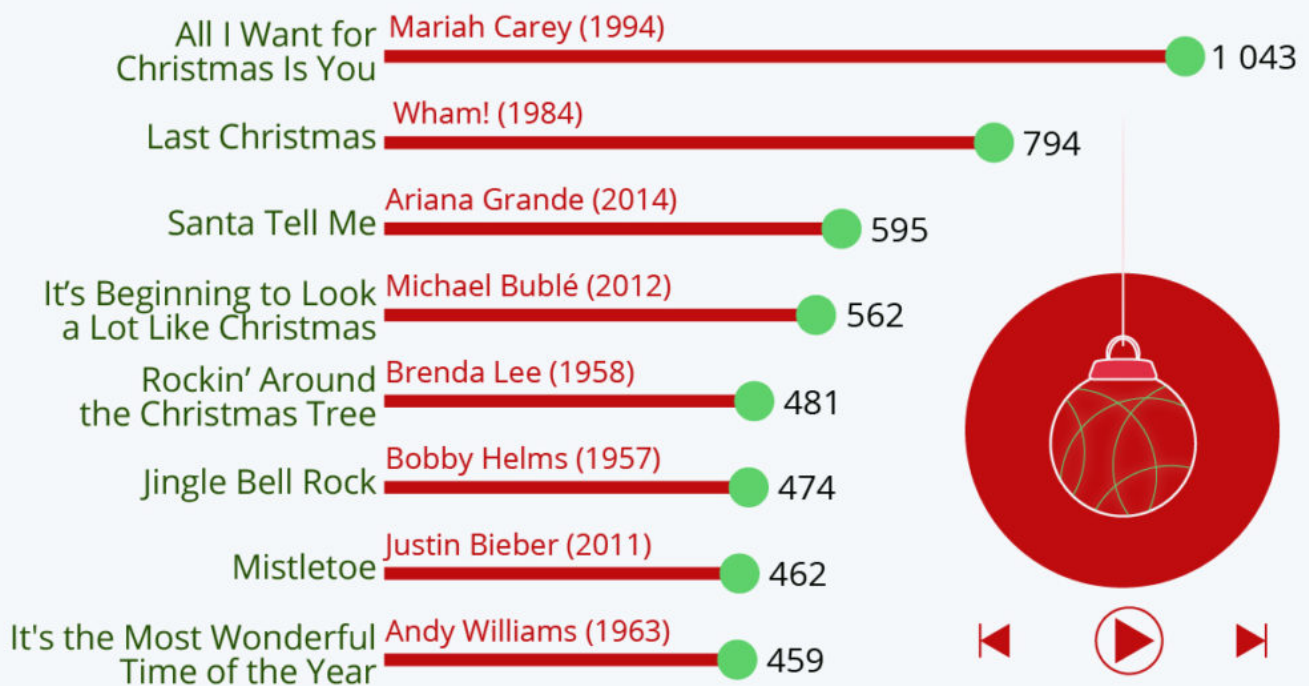 All I Want for
Christmas Is You
Mariah Carey (1994)
1 043
Last Christmas
Wham! (1984)
794
Santa Tell Me
Ariana Grande (2014)
595
It’s Beginning to Look
a Lot Like Christmas
Michael Bublé (2012)
562
Rockin’ Around
the Christmas Tree
Brenda Lee (1958)
481
Jingle Bell Rock
Bobby Helms (1957)
474
Mistletoe
Justin Bieber (2011)
462
It's the Most Wonderful
Time of the Year
Andy Williams (1963)
459